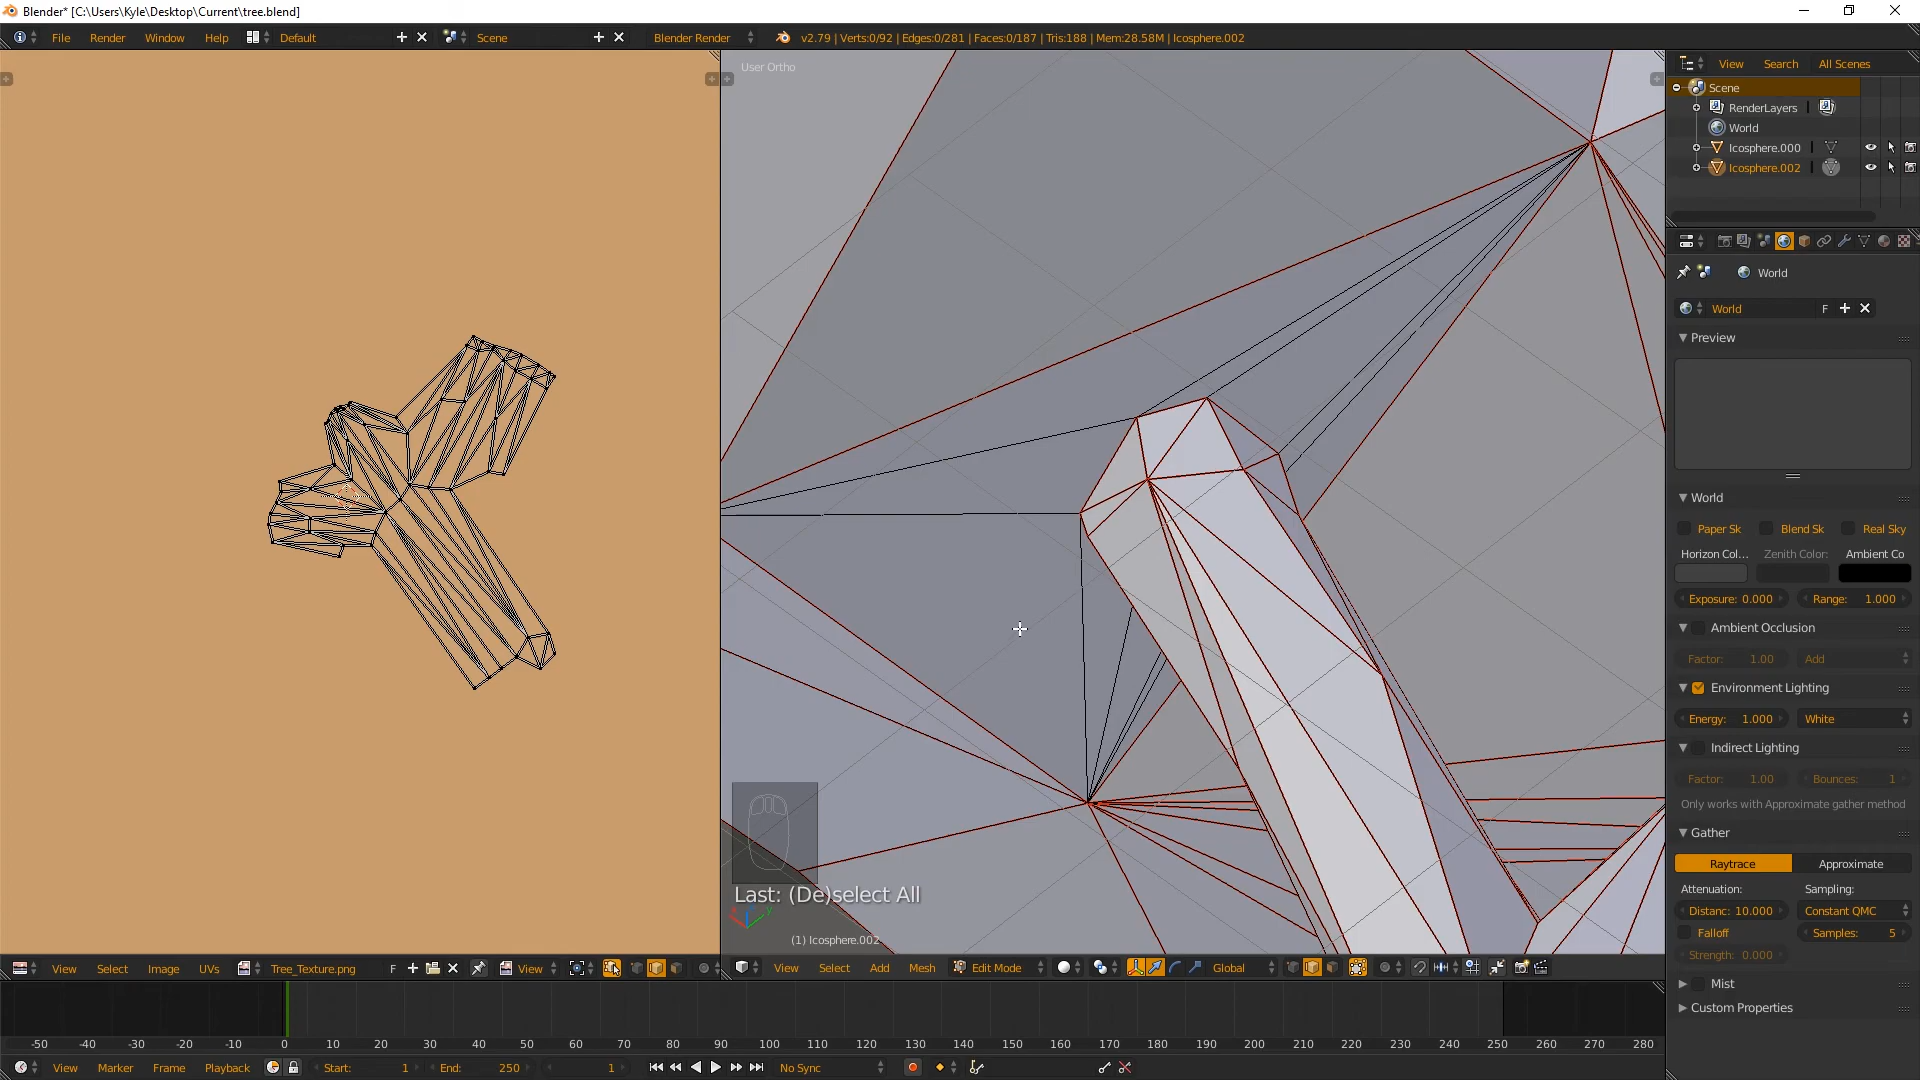 Blender* [C:\Users\Kyle\Desktop\Current\tree.blend]
File Render Window Help Default Scene Blender Render v2.79 | Verts:0/92 | Edges:0/281 | Faces:0/187 | Tris:188 | Mem:28.58M | Icosphere.002
User Ortho
View Search All Scenes
Scene
RenderLayers
World
Icosphere.000
Icosphere.002
World
World F
Preview
World
Paper Sk Blend Sk Real Sky
Horizon Col... Zenith Color: Ambient Co
Exposure: 0.000 Range: 1.000
Ambient Occlusion
Factor: 1.00 Add
Environment Lighting
Energy: 1.000 White
Indirect Lighting
Factor: 1.00 Bounces: 1
Only works with Approximate gather method
Gather
Raytrace Approximate
Attenuation: Sampling:
Distanc: 10.000 Constant QMC
Falloff Samples: 5
Strength: 0.000
Mist
Custom Properties
Last: (De)select All
(1) Icosphere.002
View Select Image UVs Tree_Texture.png F View
View Select Add Mesh Edit Mode Global
-50 -40 -30 -20 -10 0 10 20 30 40 50 60 70 80 90 100 110 120 130 140 150 160 170 180 190 200 210 220 230 240 250 260 270 280
View Marker Frame Playback Start: 1 End: 250 1 No Sync